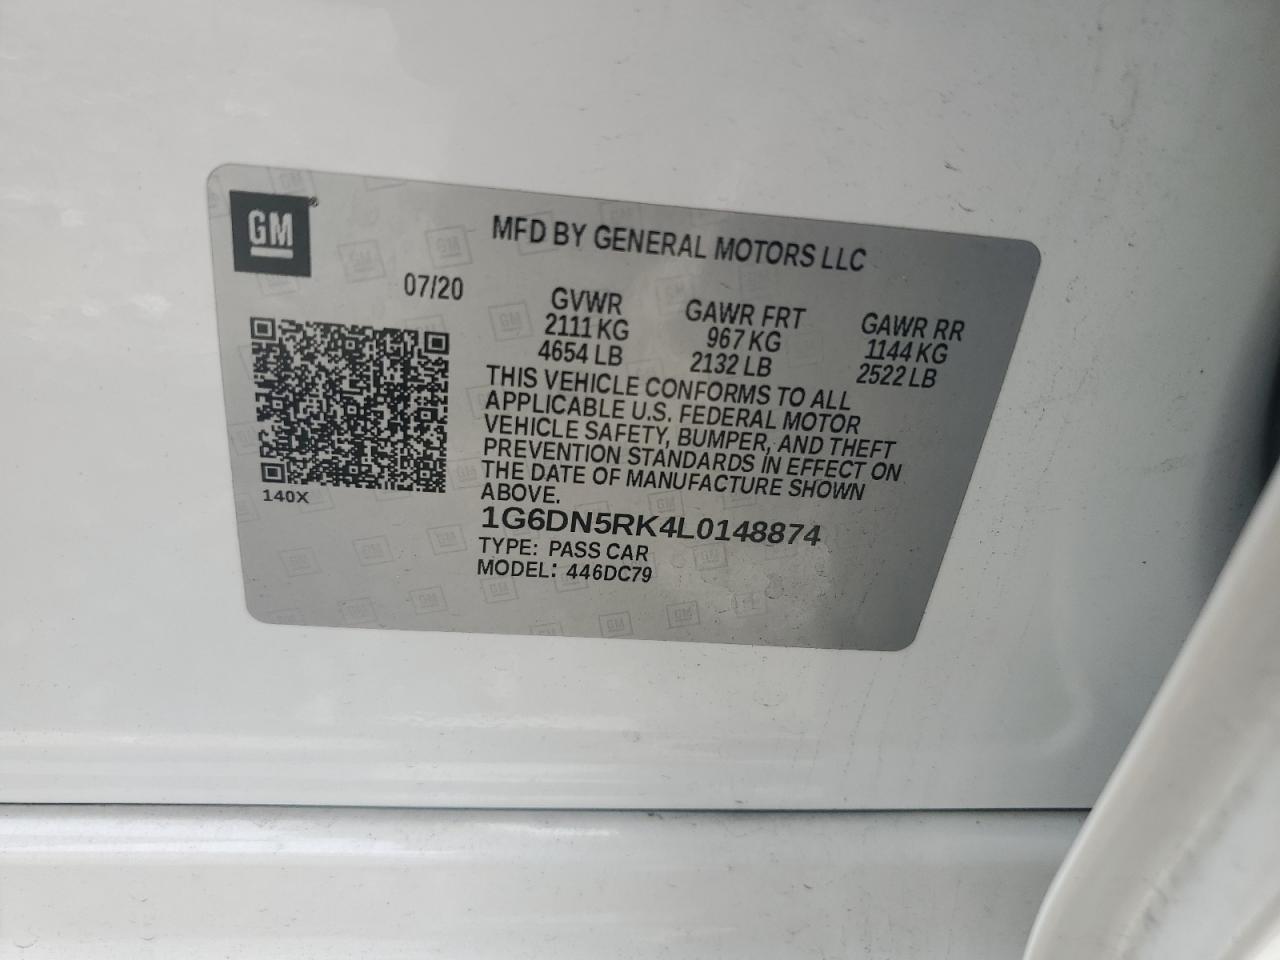 GM
MFD BY GENERAL MOTORS LLC
07/20
GVWR GAWR FRT GAWR RR
2111 KG 967 KG 1144 KG
4654 LB 2132 LB 2522 LB
THIS VEHICLE CONFORMS TO ALL
APPLICABLE U.S. FEDERAL MOTOR
VEHICLE SAFETY, BUMPER, AND THEFT
PREVENTION STANDARDS IN EFFECT ON
THE DATE OF MANUFACTURE SHOWN
ABOVE.
140X
1G6DN5RK4L0148874
TYPE: PASS CAR
MODEL: 446DC79